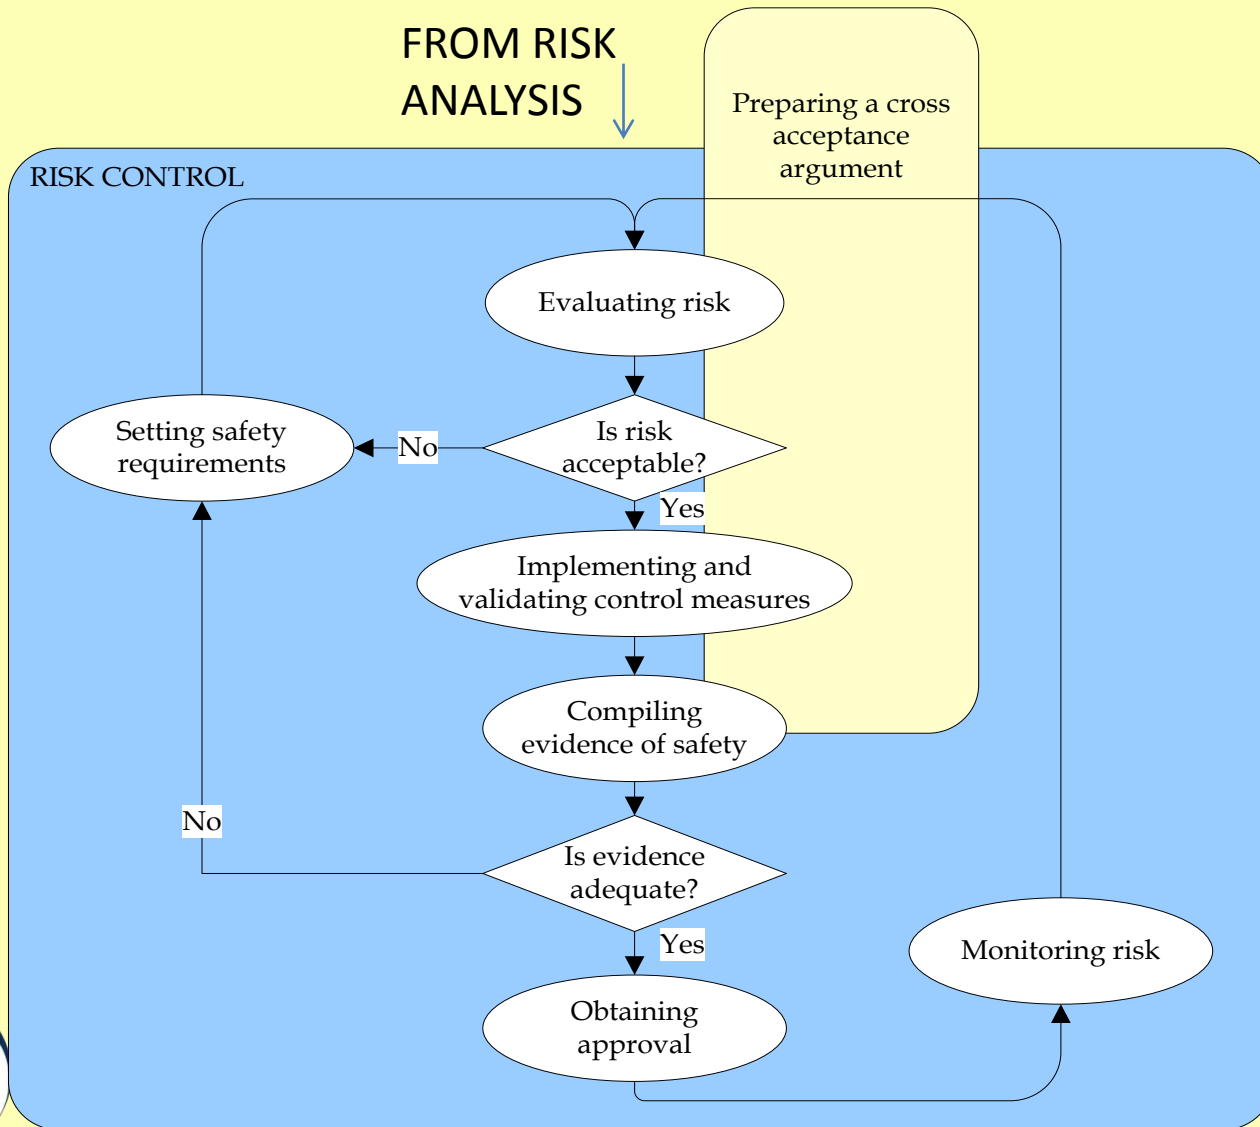 FROM RISK
ANALYSIS
Preparing a cross
acceptance
argument
RISK CONTROL
Evaluating risk
Setting safety
requirements
No
Is risk
acceptable?
Yes
Implementing and
validating control measures
Compiling
evidence of safety
No
Is evidence
adequate?
Yes
Monitoring risk
Obtaining
approval